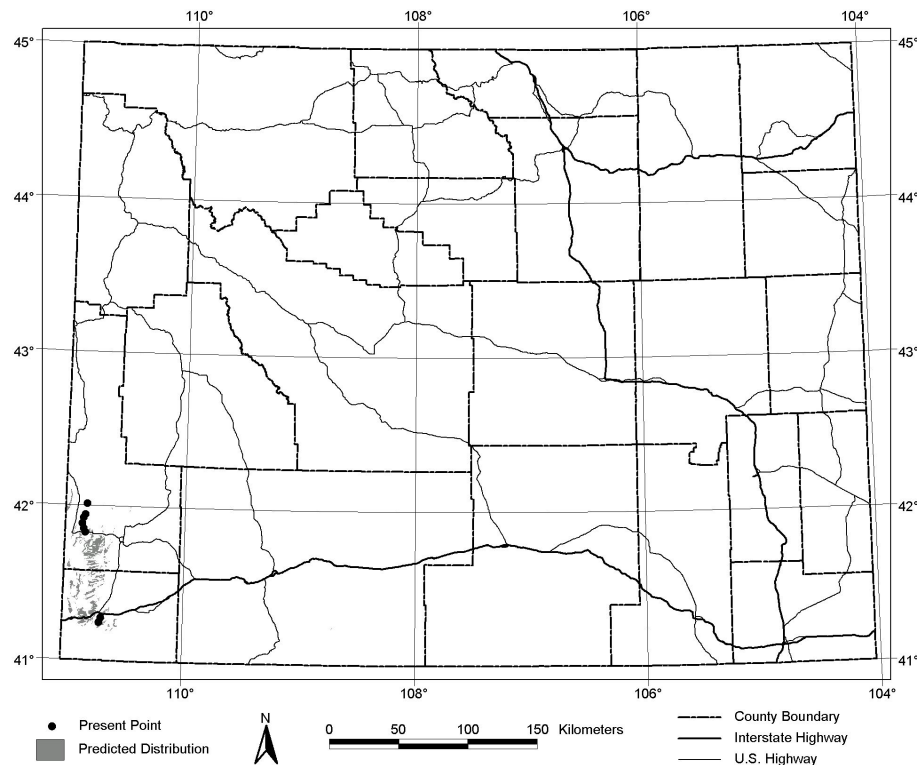 110° 108° 106° 104°
45° 45°
44° 44°
43° 43°
42° 42°
41° 41°
110° 108° 106° 104°
Present Point
Predicted Distribution
N
0 50 100 150 Kilometers
County Boundary
Interstate Highway
U.S. Highway